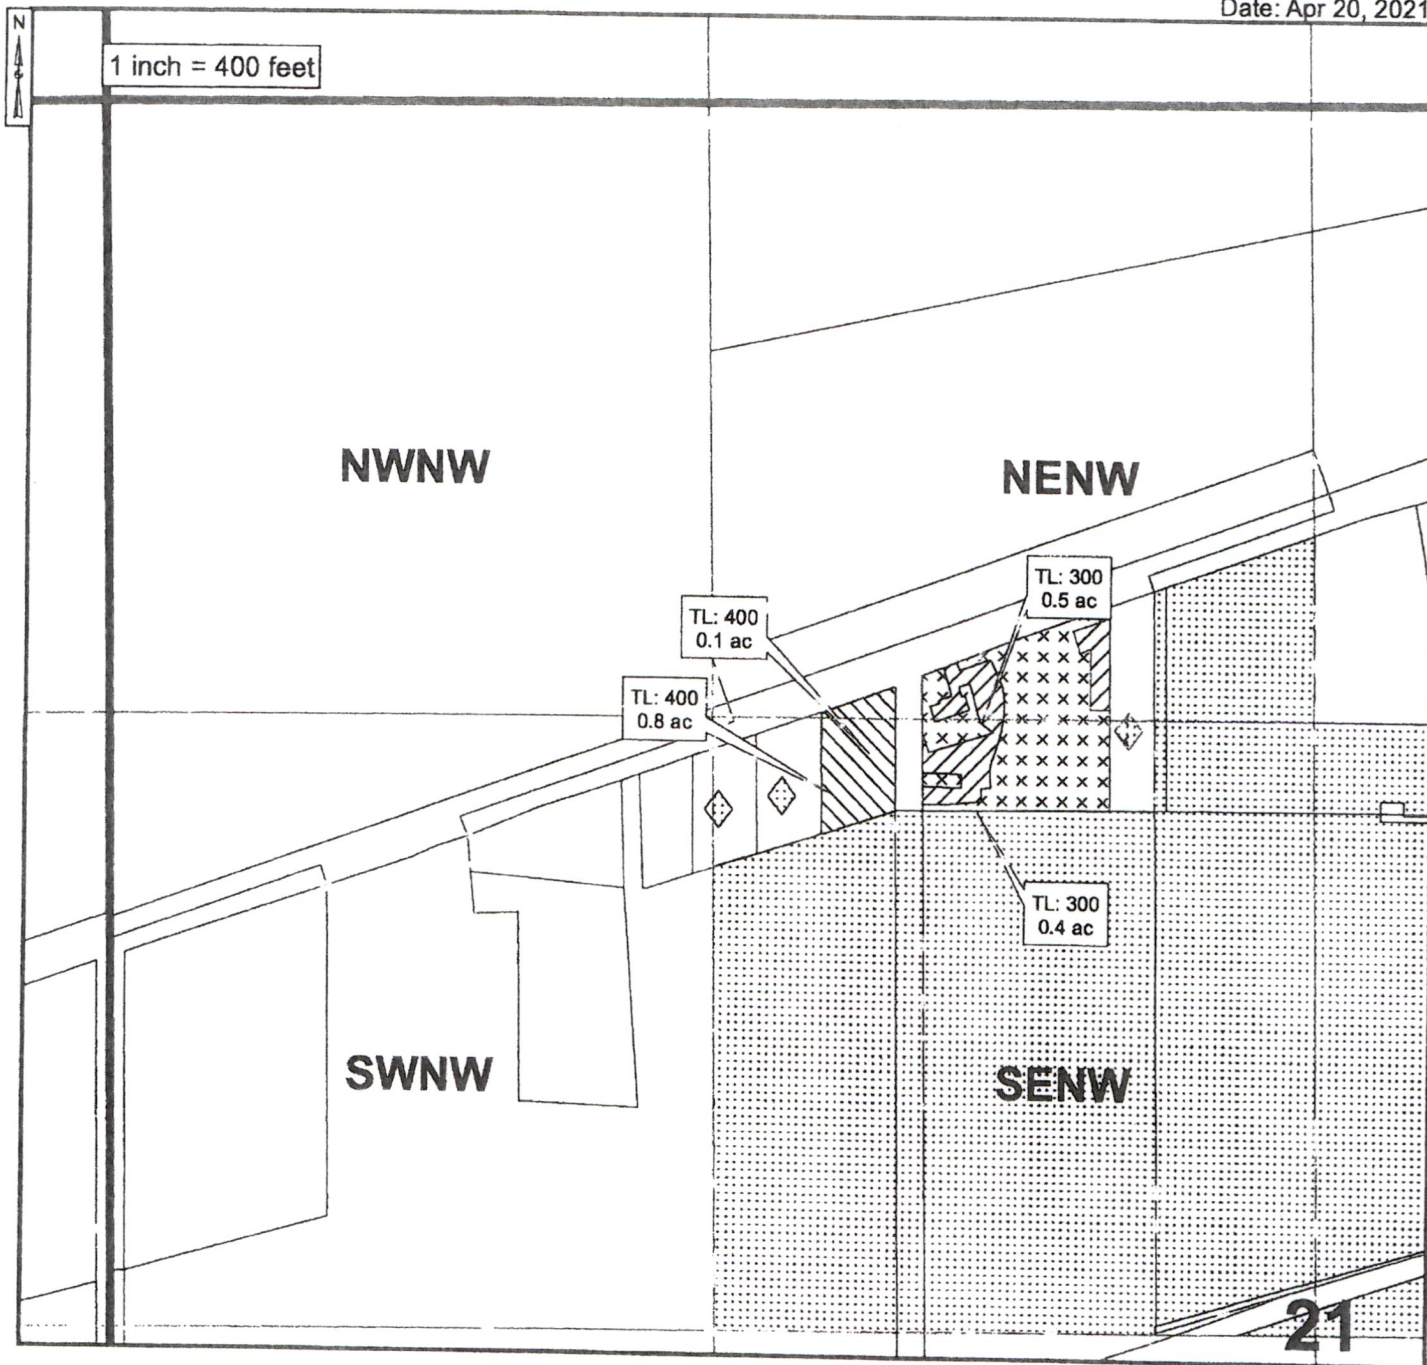 Date: Apr 20, 2021
N
1 inch = 400 feet
NWNW
NENW
TL: 300
0.5 ac
TL: 400
0.1 ac
TL: 400
0.8 ac
TL: 300
0.4 ac
SWNW
SENW
21